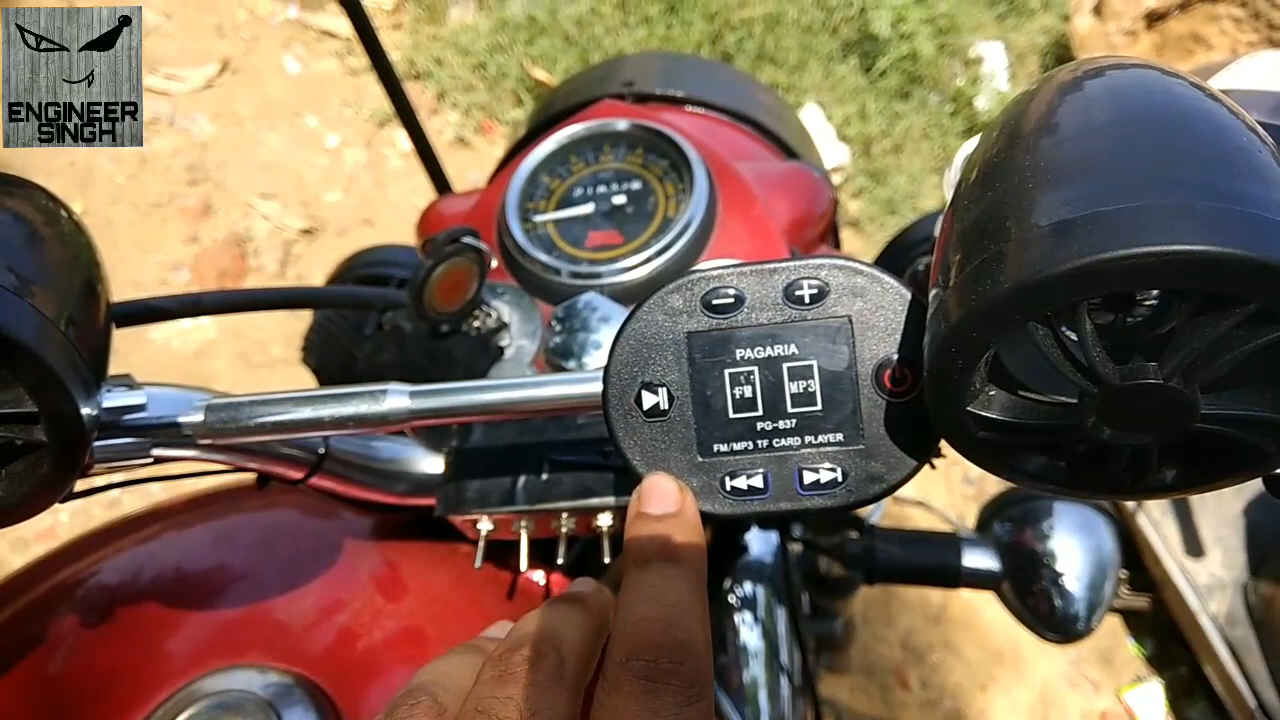 ENGINEER
SINGH
PAGARIA
FM MP3
PG-837
FM/MP3 TF CARD PLAYER